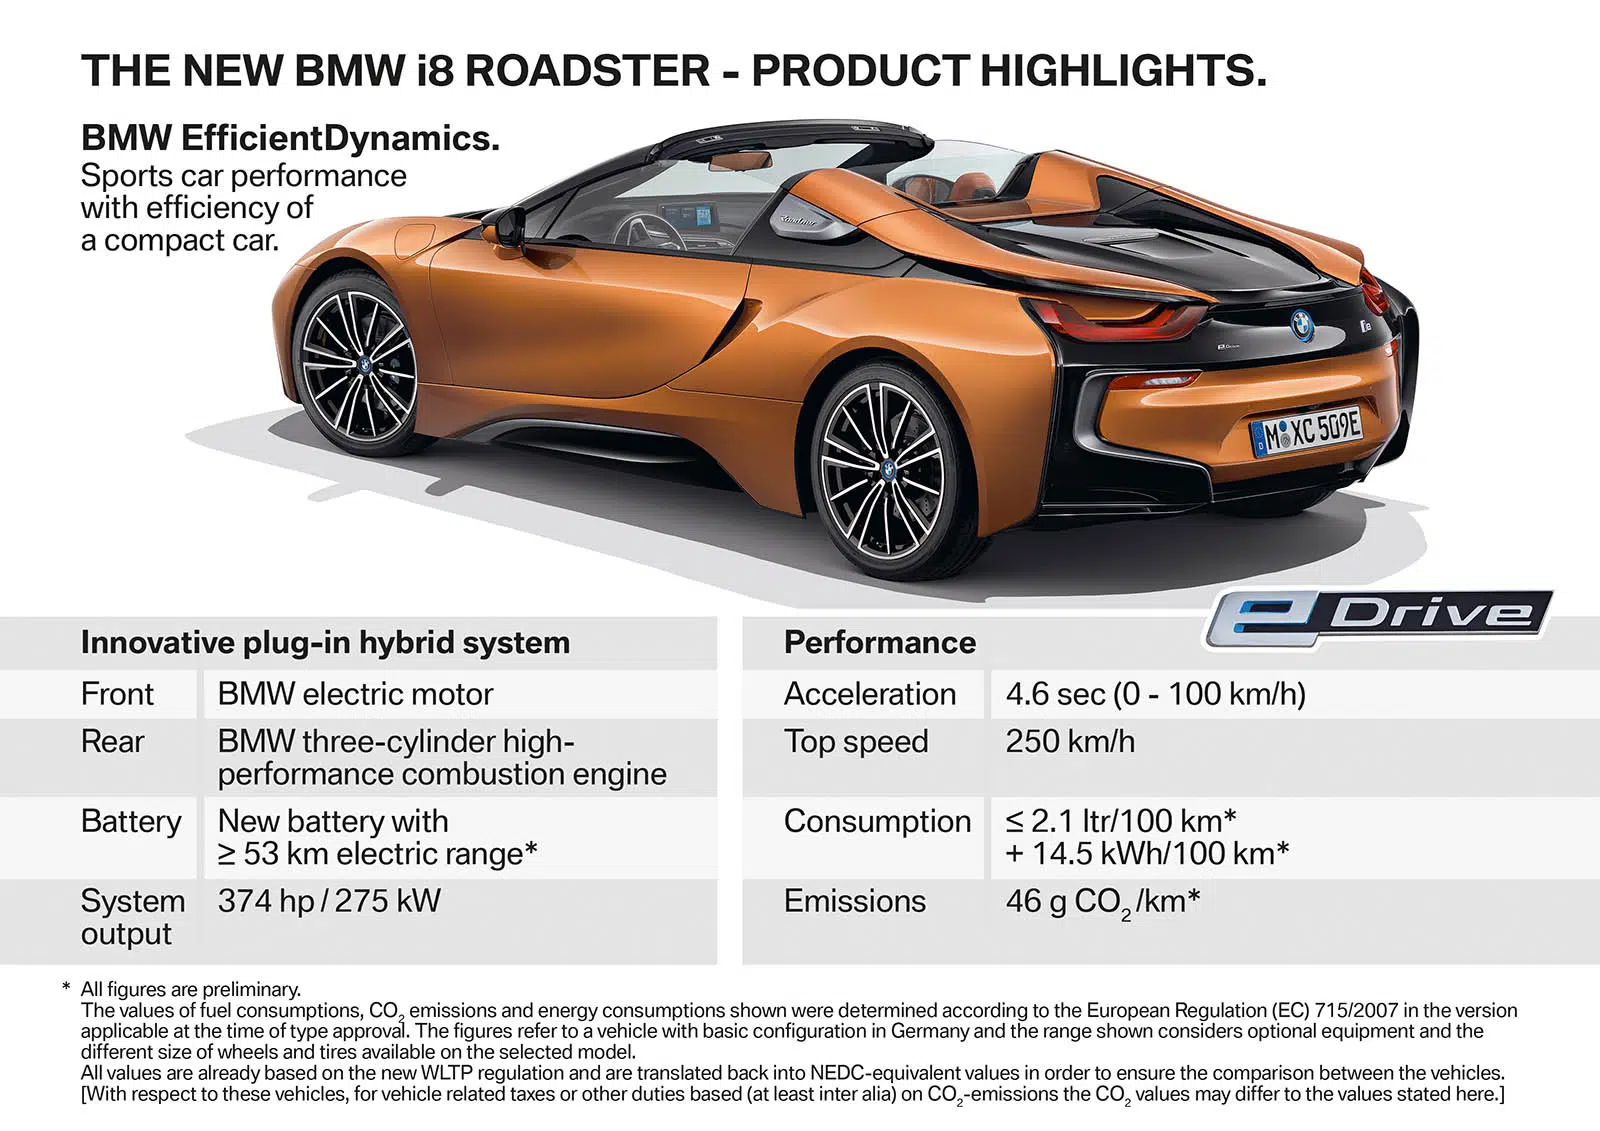 THE NEW BMW i8 ROADSTER - PRODUCT HIGHLIGHTS.
BMW EfficientDynamics.
Sports car performance
with efficiency of
a compact car.
Roadster
eDrive
i8
M XC 509E
D
eDrive
Innovative plug-in hybrid system
Front BMW electric motor
Rear BMW three-cylinder high-
performance combustion engine
Battery New battery with
≥ 53 km electric range*
System 374 hp / 275 kW
output
Performance
Acceleration 4.6 sec (0 - 100 km/h)
Top speed 250 km/h
Consumption ≤ 2.1 ltr/100 km*
+ 14.5 kWh/100 km*
Emissions 46 g CO₂/km*
* All figures are preliminary.
The values of fuel consumptions, CO₂ emissions and energy consumptions shown were determined according to the European Regulation (EC) 715/2007 in the version
applicable at the time of type approval. The figures refer to a vehicle with basic configuration in Germany and the range shown considers optional equipment and the
different size of wheels and tires available on the selected model.
All values are already based on the new WLTP regulation and are translated back into NEDC-equivalent values in order to ensure the comparison between the vehicles.
[With respect to these vehicles, for vehicle related taxes or other duties based (at least inter alia) on CO₂-emissions the CO₂ values may differ to the values stated here.]